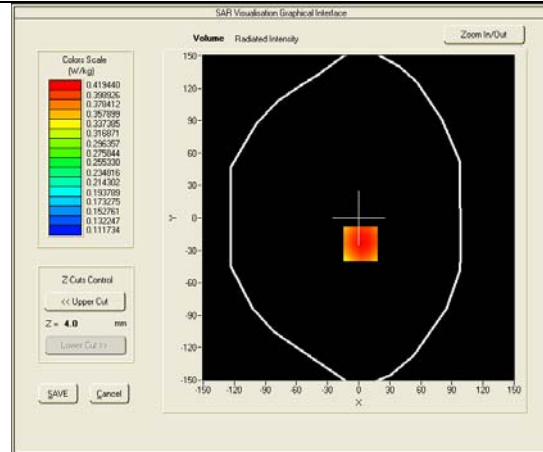 SAR Visualisation Graphical Interface
Volume Radiated Intensity
Zoom In/Out
Colors Scale
(W/kg)
0.419440
0.398926
0.378412
0.357899
0.337385
0.316871
0.296357
0.275844
0.255330
0.234816
0.214302
0.193789
0.173275
0.152761
0.132247
0.111734
Z Cuts Control
<< Upper Cut
Z = 4.0 mm
Lower Cut >>
SAVE Cancel
150-
120-
90-
60-
30-
0-
-30-
-60-
-90-
-120-
-150-
Y
-150 -120 -90 -60 -30 0 30 60 90 120 150
X